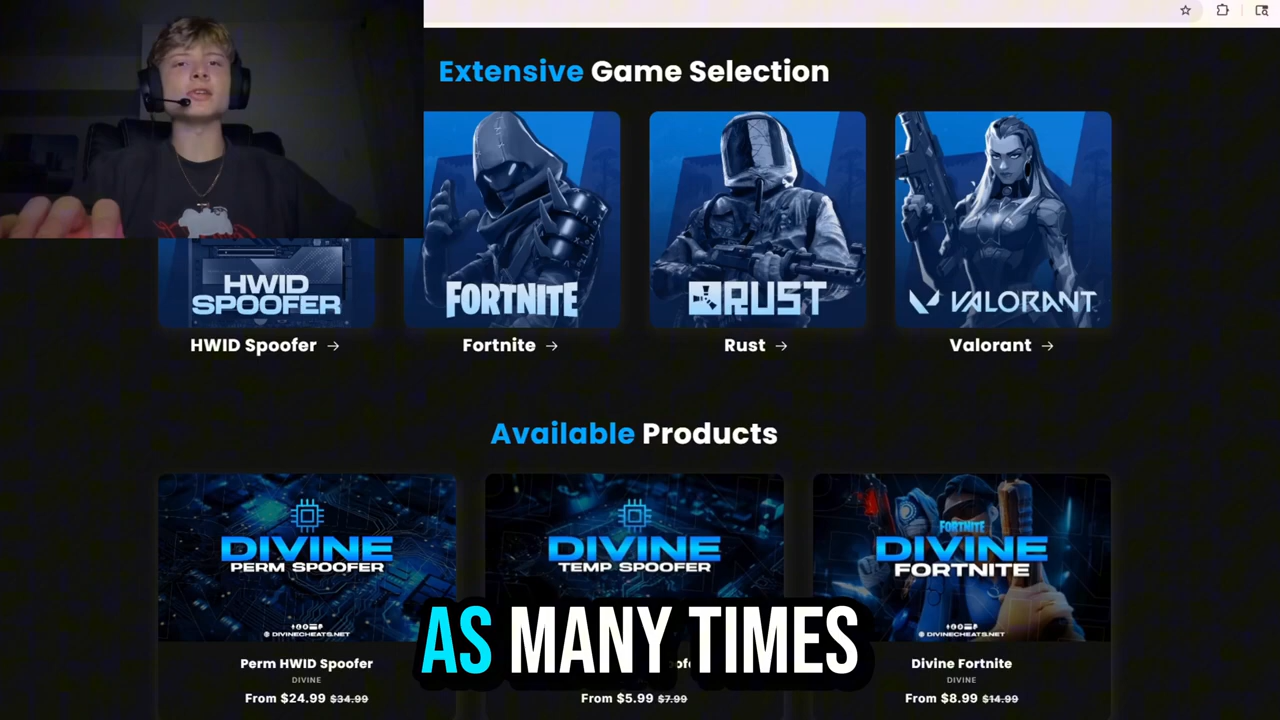 Extensive Game Selection
HWID
SPOOFER
FORTNITE
RUST
VALORANT
HWID Spoofer →
Fortnite →
Rust →
Valorant →
Available Products
DIVINE
PERM SPOOFER
DIVINECHEATS.NET
DIVINE
TEMP SPOOFER
FORTNITE
DIVINE
FORTNITE
DIVINECHEATS.NET
AS MANY TIMES
Perm HWID Spoofer
DIVINE
From $24.99 $34.99
From $5.99 $7.99
Divine Fortnite
DIVINE
From $8.99 $14.99